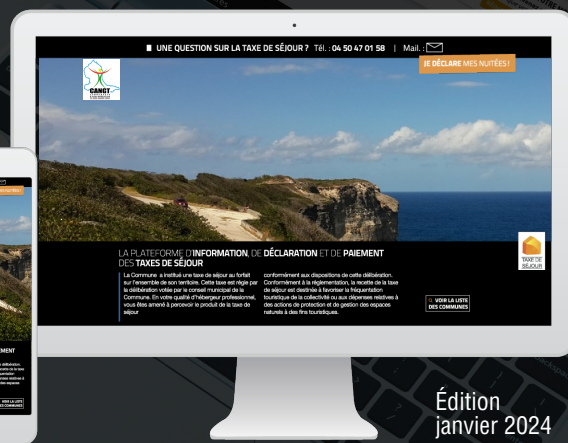 UNE QUESTION SUR LA TAXE DE SÉJOUR ? Tél. : 04 50 47 01 58 | Mail. :
JE DÉCLARE MES NUITÉES !
CANGT
LA PLATEFORME D'INFORMATION, DE DÉCLARATION ET DE PAIEMENT
DES TAXES DE SÉJOUR
La Commune a institué une taxe de séjour au forfait
sur l'ensemble de son territoire. Cette taxe est régie par
la délibération votée par le conseil municipal de la
Commune. En votre qualité d'hébergeur professionnel,
vous êtes amené à percevoir le produit de la taxe de
séjour
conformément aux dispositions de cette délibération.
Conformément à la réglementation, la recette de la taxe
de séjour est destinée à favoriser la fréquentation
touristique de la collectivité ou aux dépenses relatives à
des actions de protection et de gestion des espaces
naturels à des fins touristiques.
TAXE DE
SÉJOUR
VOIR LA LISTE
DES COMMUNES
EMENT
VOIR LA LISTE
DES COMMUNES
Édition
janvier 2024